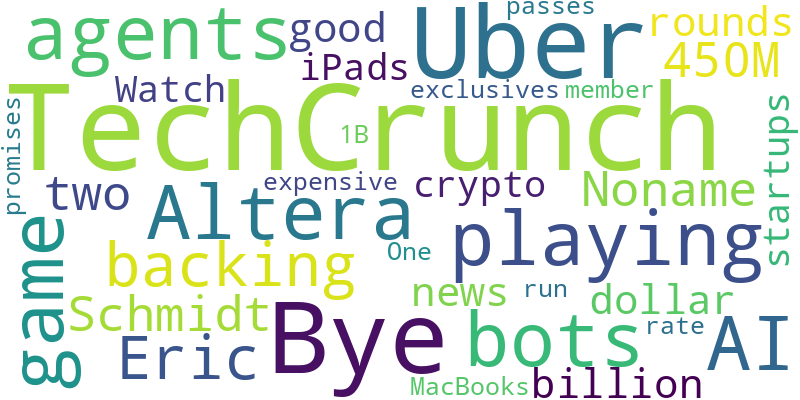 passes
agents
good
Uber
rounds
iPads
450M
Watch
exclusives
member
TechCrunch
1B
promises
startups
two
expensive
crypto
Noname
Altera
playing
One
game
backing
news
run
dollar
Schmidt
Bye
bots
rate
AI
Eric
MacBooks
billion